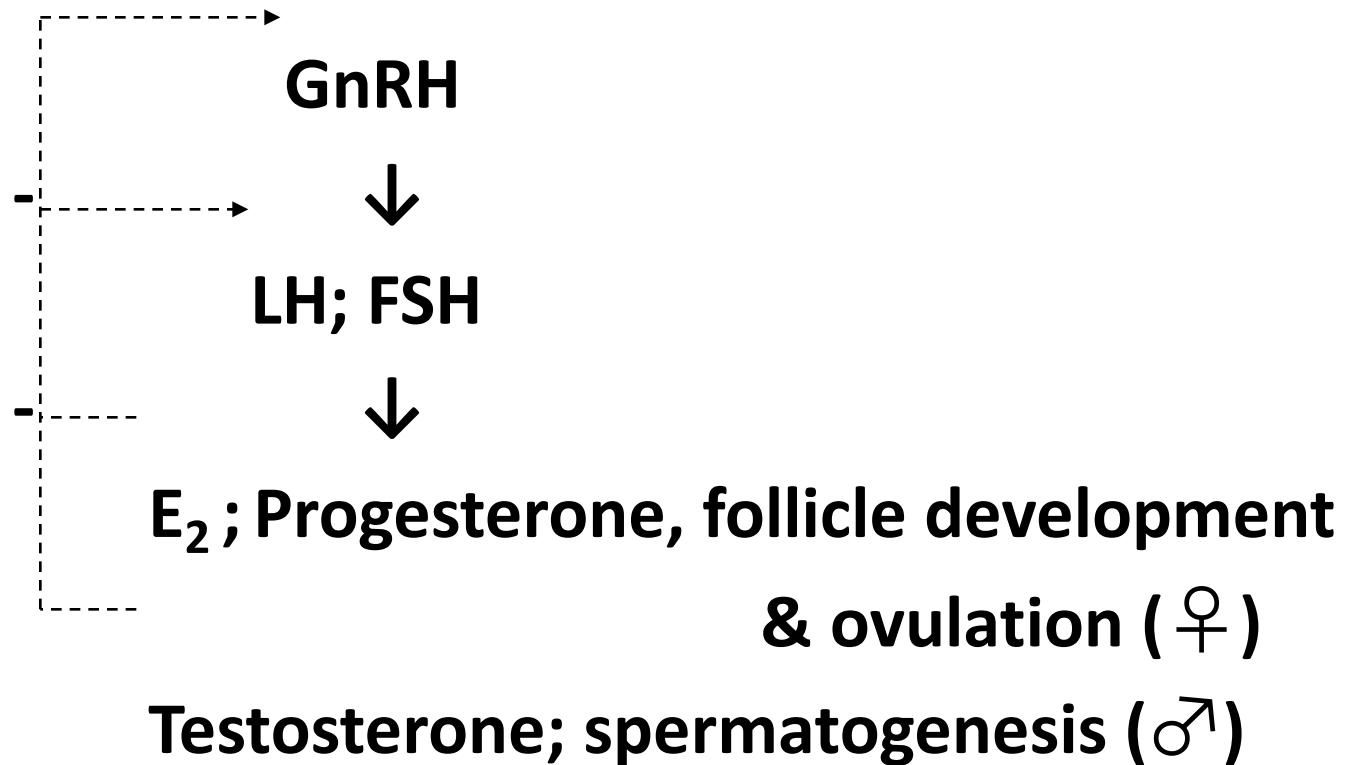 GnRH
↓
-
LH; FSH
↓
-
E₂ ; Progesterone, follicle development
& ovulation (♀)
Testosterone; spermatogenesis (♂)